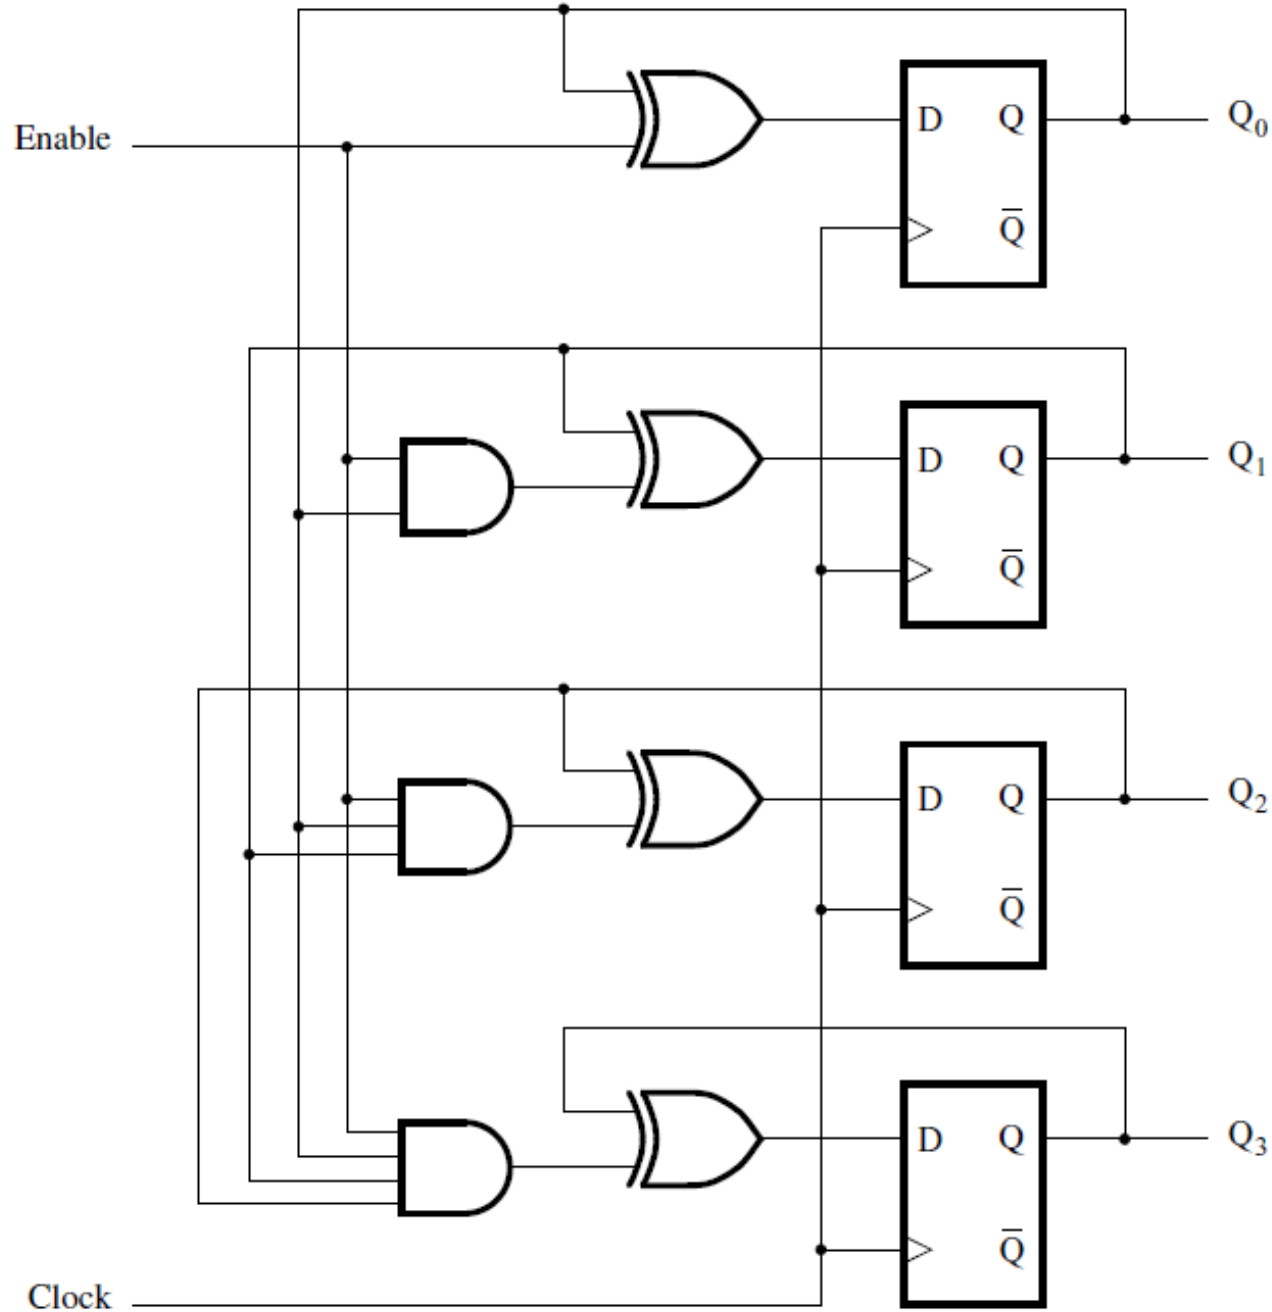 Enable
D Q Q₀
Q̅
D Q Q₁
Q̅
D Q Q₂
Q̅
D Q Q₃
Q̅
Clock